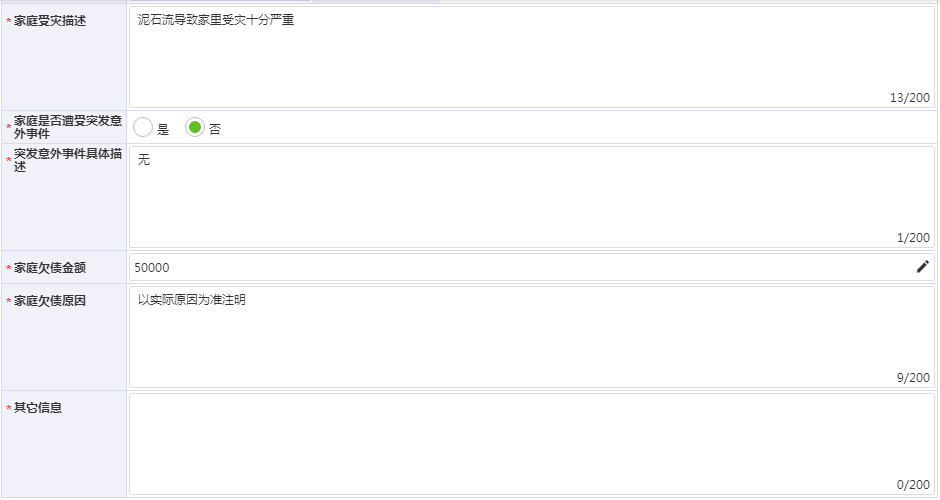 * 家庭受灾描述
泥石流导致家里受灾十分严重
13/200
* 家庭是否遭受突发意
外事件
是 否
* 突发意外事件具体描
述
无
1/200
* 家庭欠债金额
50000
* 家庭欠债原因
以实际原因为准注明
9/200
* 其它信息
0/200